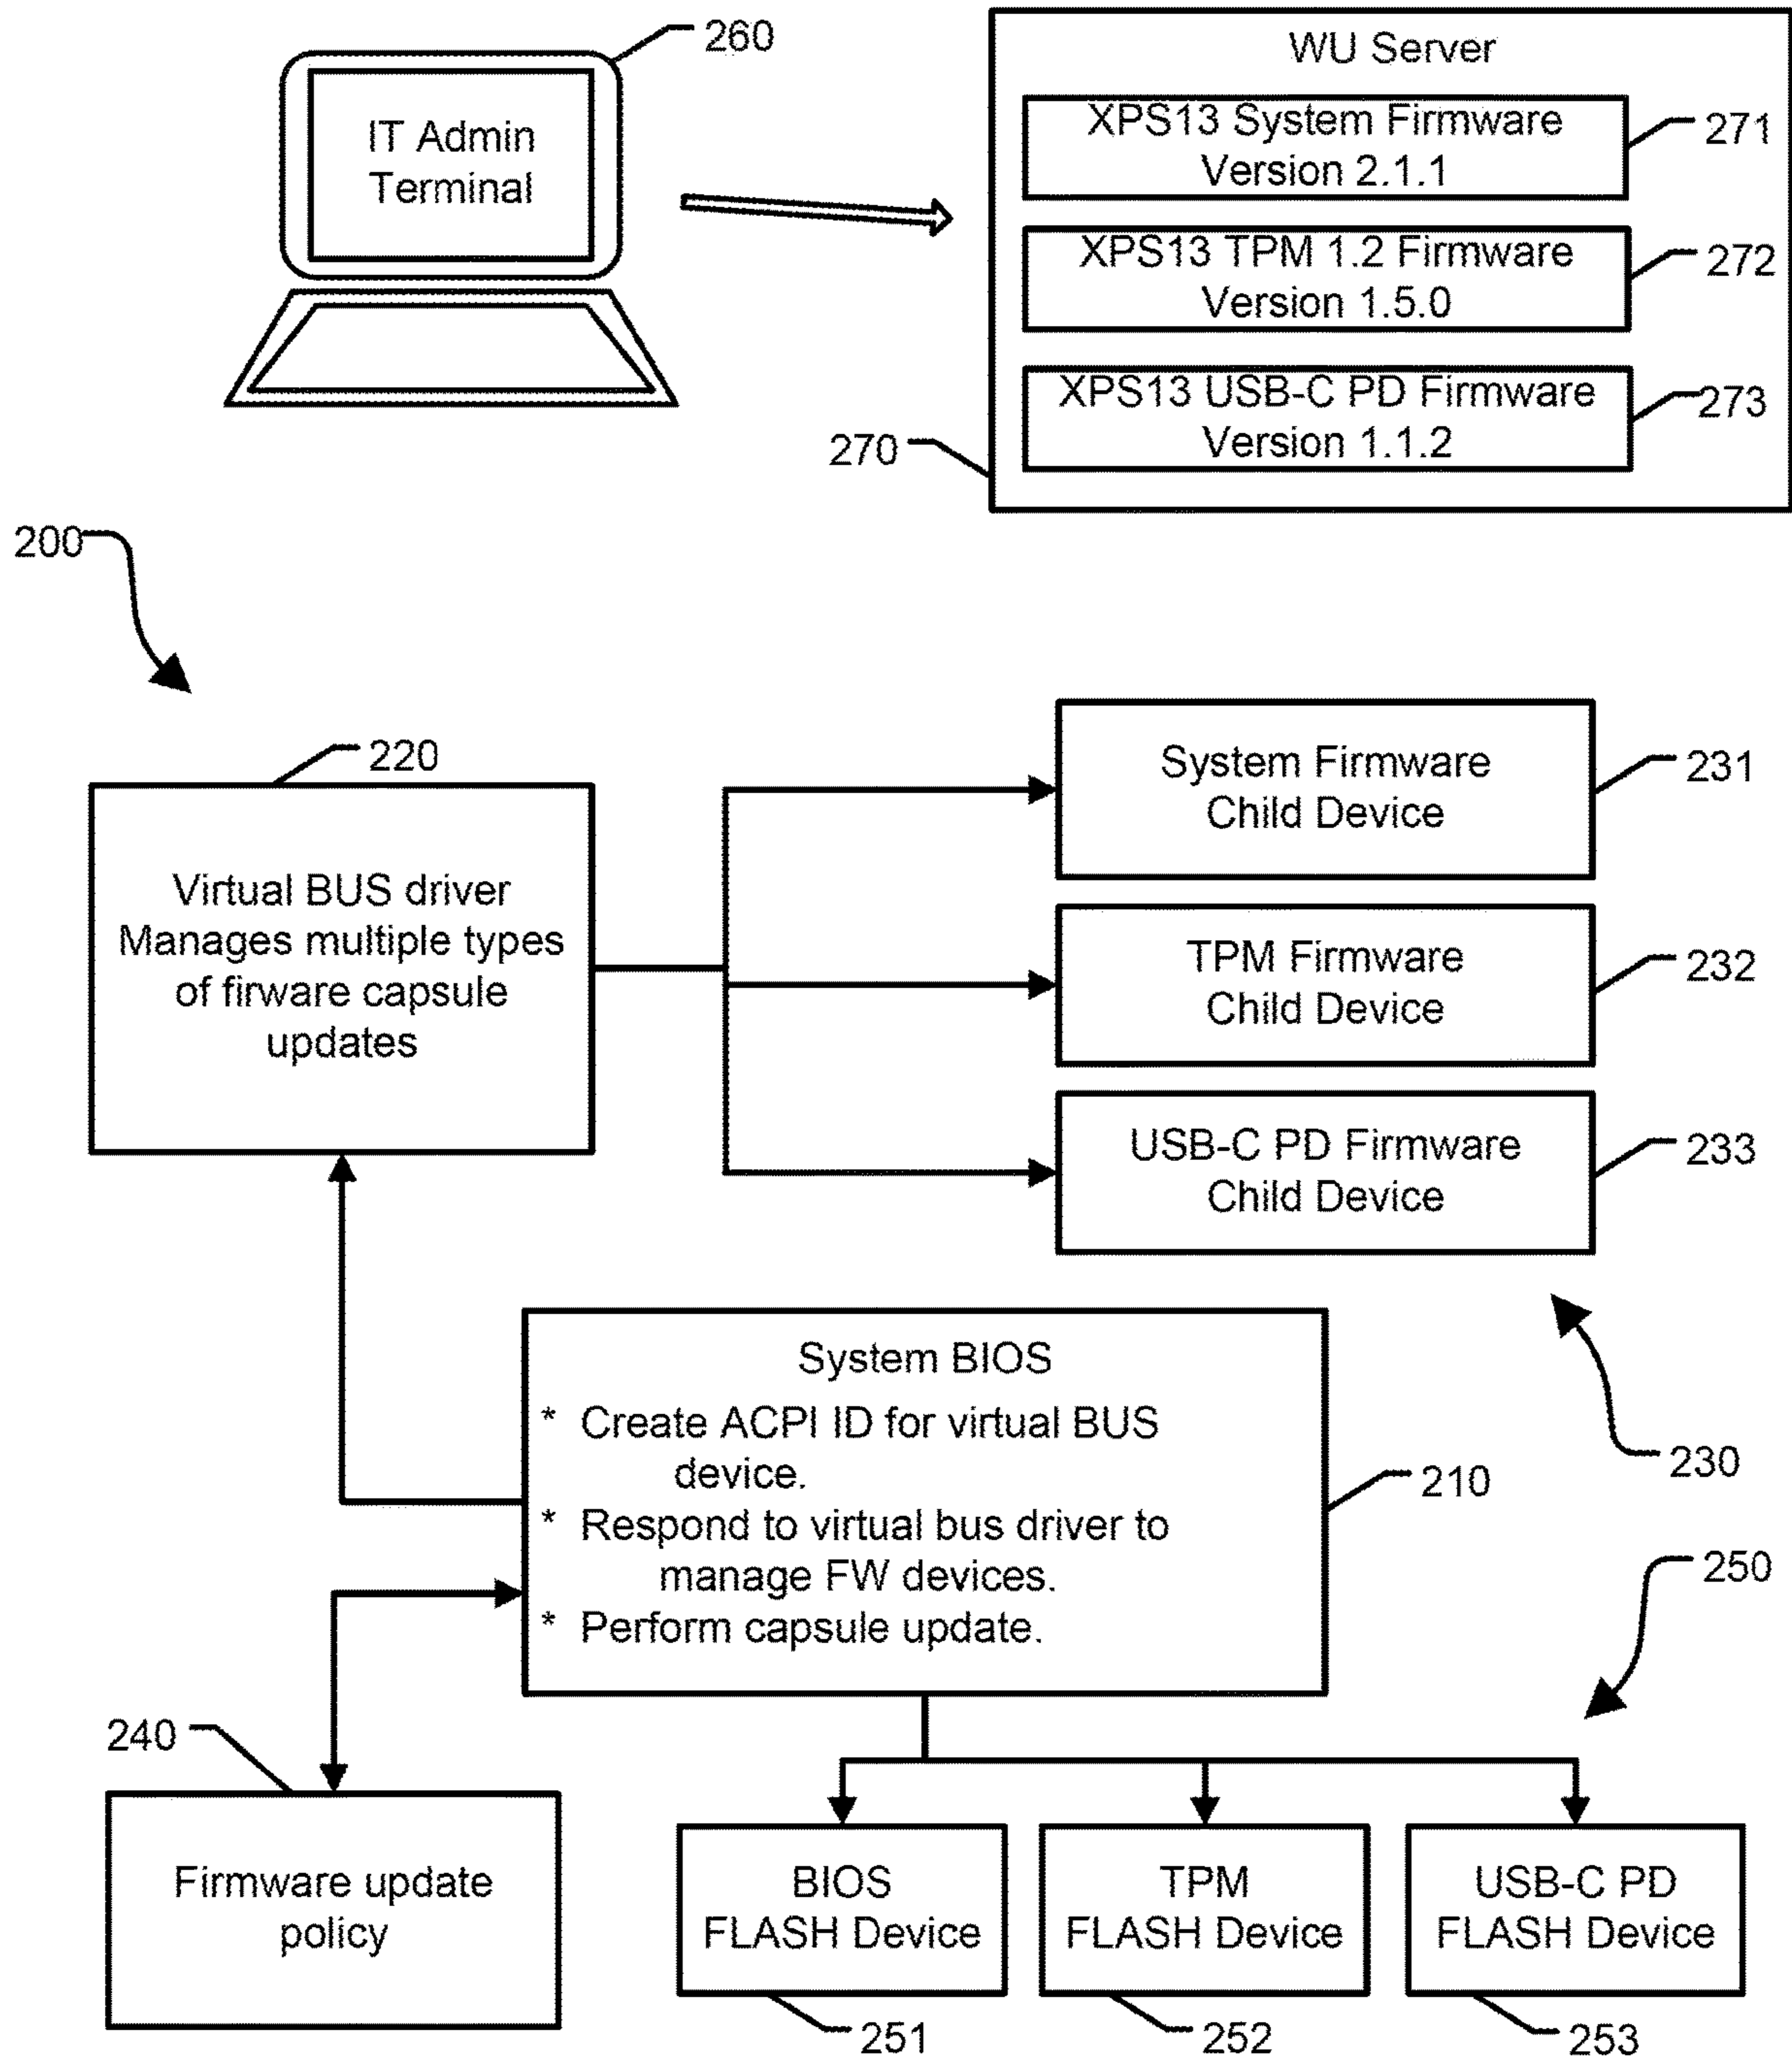 260
IT Admin
Terminal
WU Server
XPS13 System Firmware
Version 2.1.1
271
XPS13 TPM 1.2 Firmware
Version 1.5.0
272
XPS13 USB-C PD Firmware
Version 1.1.2
273
270
200
220
Virtual BUS driver
Manages multiple types
of firware capsule
updates
System Firmware
Child Device
231
TPM Firmware
Child Device
232
USB-C PD Firmware
Child Device
233
230
System BIOS
* Create ACPI ID for virtual BUS
device.
* Respond to virtual bus driver to
manage FW devices.
* Perform capsule update.
210
250
240
Firmware update
policy
BIOS
FLASH Device
251
TPM
FLASH Device
252
USB-C PD
FLASH Device
253